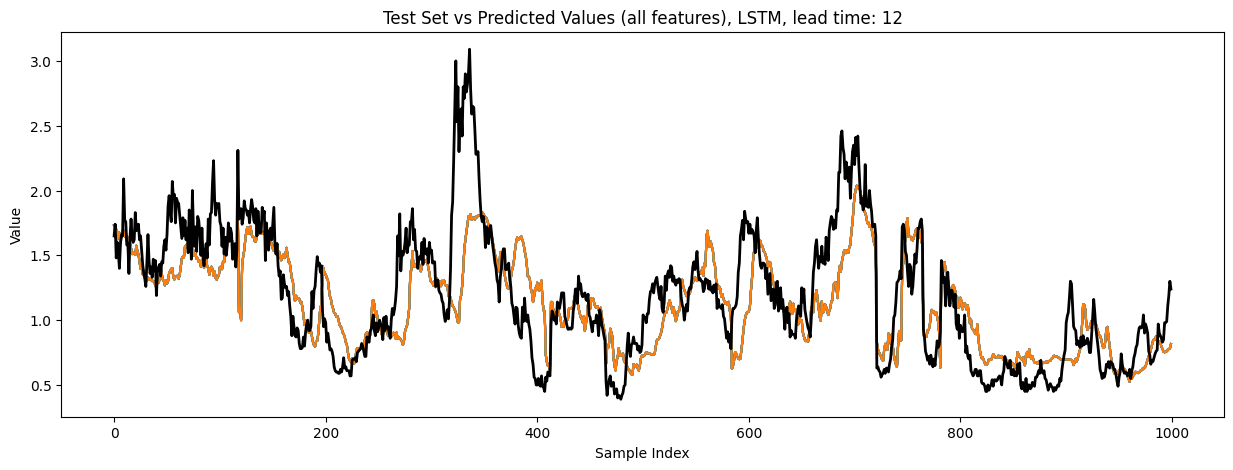 Test Set vs Predicted Values (all features), LSTM, lead time: 12
Value
3.0
2.5
2.0
1.5
1.0
0.5
0 200 400 600 800 1000
Sample Index